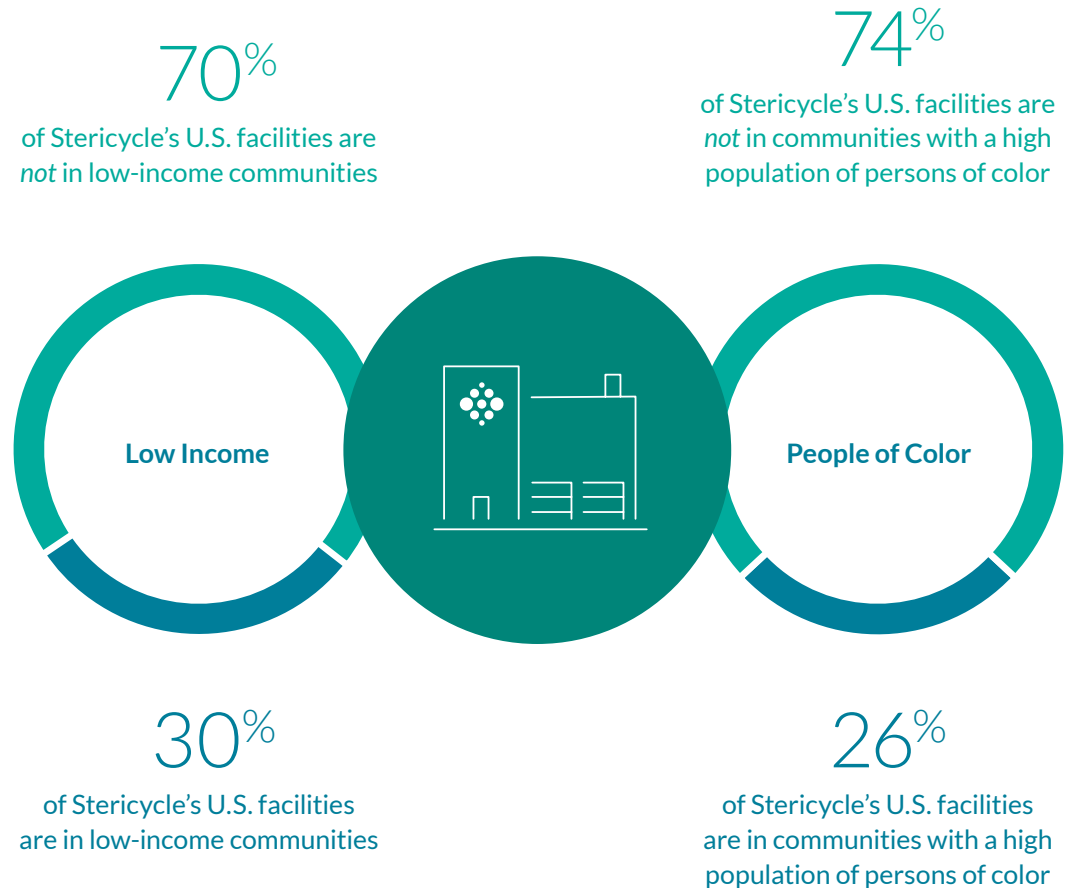 70%
of Stericycle's U.S. facilities are
not in low-income communities
74%
of Stericycle's U.S. facilities are
not in communities with a high
population of persons of color
Low Income
People of Color
30%
of Stericycle's U.S. facilities
are in low-income communities
26%
of Stericycle's U.S. facilities
are in communities with a high
population of persons of color